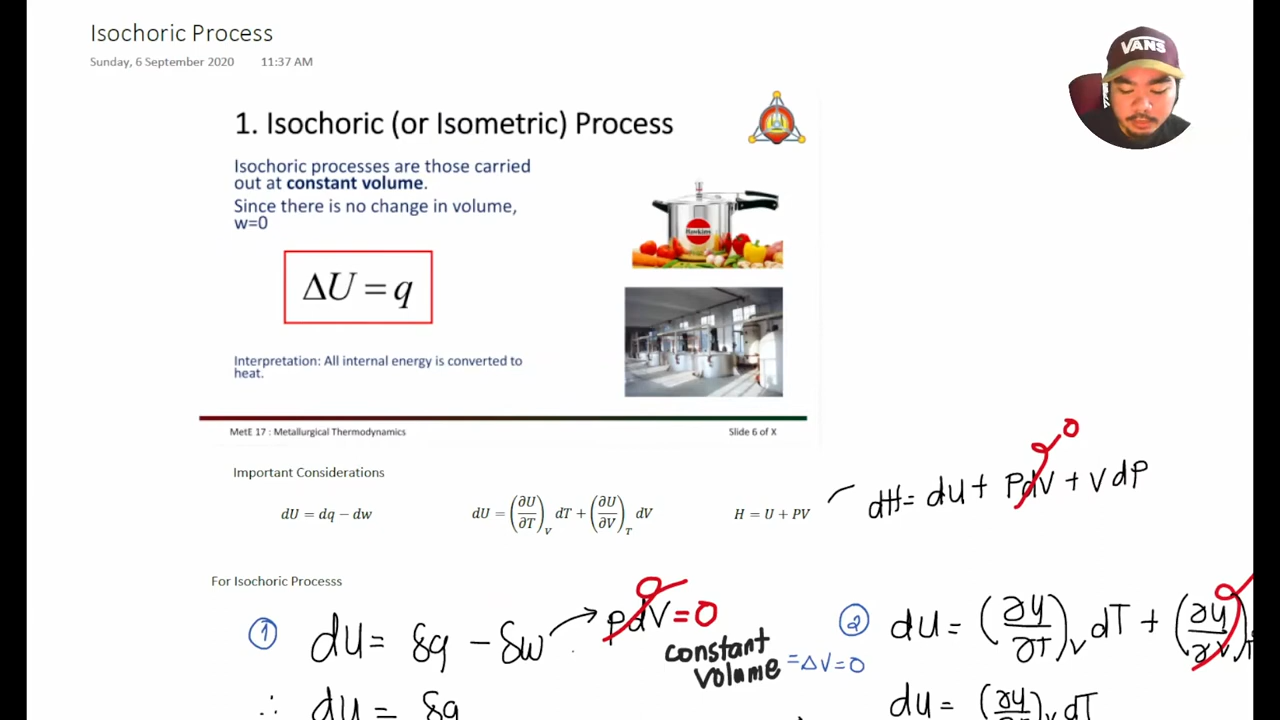 Isochoric Process
Sunday, 6 September 2020 11:37 AM
VANS
1. Isochoric (or Isometric) Process
Isochoric processes are those carried
out at constant volume.
Since there is no change in volume,
w=0
ΔU = q
Hawkins
Interpretation: All internal energy is converted to
heat.
MetE 17 : Metallurgical Thermodynamics Slide 6 of X
Important Considerations
dU = dq − dw
dU = (∂U/∂T)_V dT + (∂U/∂V)_T dV
H = U + PV
dH = dU + PdV + VdP
0
For Isochoric Processs
1 dU = δq − δw
PdV = 0
constant
volume = ΔV = 0
2 dU = (∂U/∂T)_V dT + (∂U/∂V)_T
∴ dU = δq
dU = (∂U/∂T)_V dT